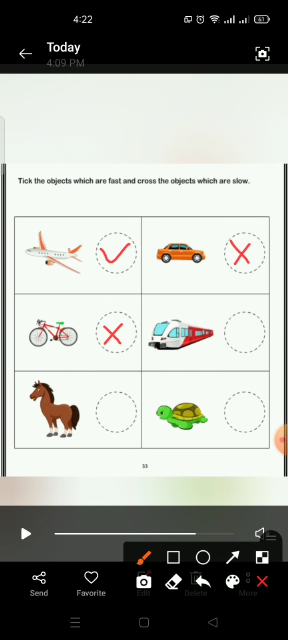 4:22
61
Today
4:09 PM
Tick the objects which are fast and cross the objects which are slow.
33
Send
Favorite
Edit
Delete
More